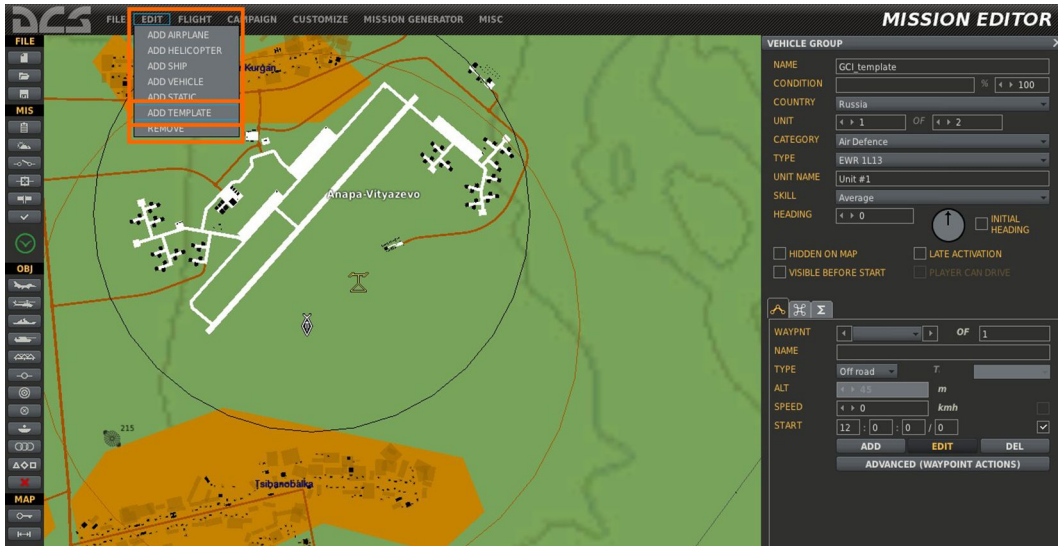 DCS FILE EDIT FLIGHT CAMPAIGN CUSTOMIZE MISSION GENERATOR MISC MISSION EDITOR
ADD AIRPLANE
ADD HELICOPTER
ADD SHIP
ADD VEHICLE
ADD STATIC
ADD TEMPLATE
REMOVE
FILE
MIS
OBJ
MAP
Kurgan
Anapa-Vityazevo
215
Tsibanobalka
VEHICLE GROUP
NAME GCI_template
CONDITION % 100
COUNTRY Russia
UNIT 1 OF 2
CATEGORY Air Defence
TYPE EWR 1L13
UNIT NAME Unit #1
SKILL Average
HEADING 0 INITIAL HEADING
HIDDEN ON MAP LATE ACTIVATION
VISIBLE BEFORE START PLAYER CAN DRIVE
WAYPNT OF 1
NAME
TYPE Off road T.
ALT 45 m
SPEED 0 kmh
START 12 : 0 : 0 / 0
ADD EDIT DEL
ADVANCED (WAYPOINT ACTIONS)